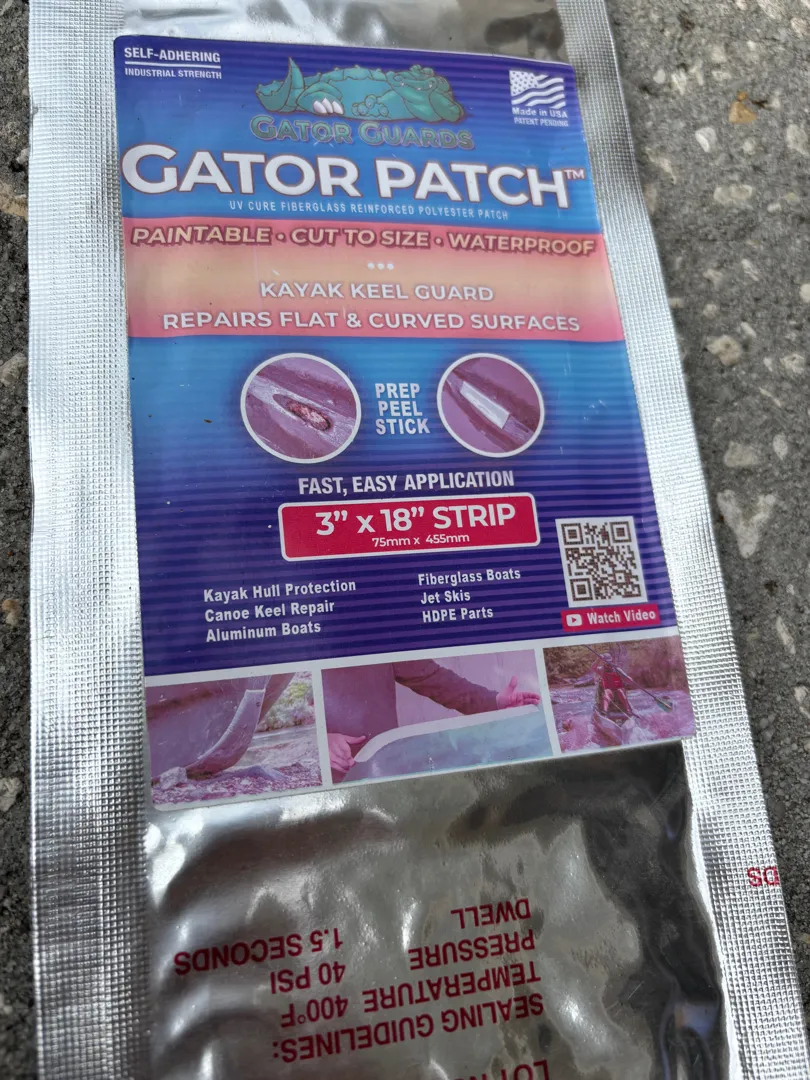 SELF-ADHERING
INDUSTRIAL STRENGTH
GATOR GUARDS
Made in USA
PATENT PENDING
GATOR PATCH™
UV CURE FIBERGLASS REINFORCED POLYESTER PATCH
PAINTABLE • CUT TO SIZE • WATERPROOF
•••
KAYAK KEEL GUARD
REPAIRS FLAT & CURVED SURFACES
PREP
PEEL
STICK
FAST, EASY APPLICATION
3” x 18” STRIP
75mm x 455mm
Kayak Hull Protection
Canoe Keel Repair
Aluminum Boats
Fiberglass Boats
Jet Skis
HDPE Parts
Watch Video
LOT
SEALING GUIDELINES:
TEMPERATURE 400°F
PRESSURE 40 PSI
DWELL 1.5 SECONDS